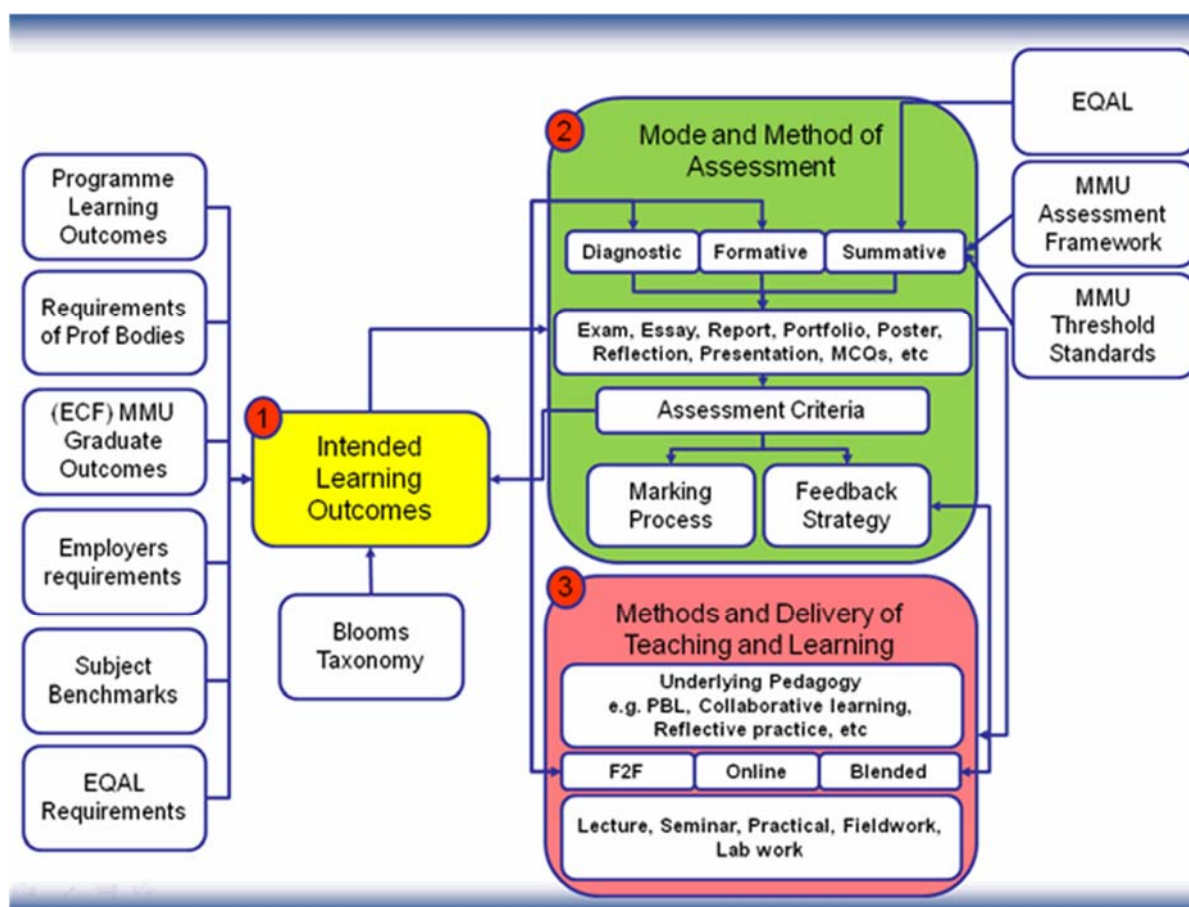 Programme
Learning
Outcomes
Requirements
of Prof Bodies
(ECF) MMU
Graduate
Outcomes
Employers
requirements
Subject
Benchmarks
EQAL
Requirements
1
Intended
Learning
Outcomes
Blooms
Taxonomy
2
Mode and Method of
Assessment
Diagnostic
Formative
Summative
Exam, Essay, Report, Portfolio, Poster,
Reflection, Presentation, MCQs, etc
Assessment Criteria
Marking
Process
Feedback
Strategy
3
Methods and Delivery of
Teaching and Learning
Underlying Pedagogy
e.g. PBL, Collaborative learning,
Reflective practice, etc
F2F
Online
Blended
Lecture, Seminar, Practical, Fieldwork,
Lab work
EQAL
MMU
Assessment
Framework
MMU
Threshold
Standards